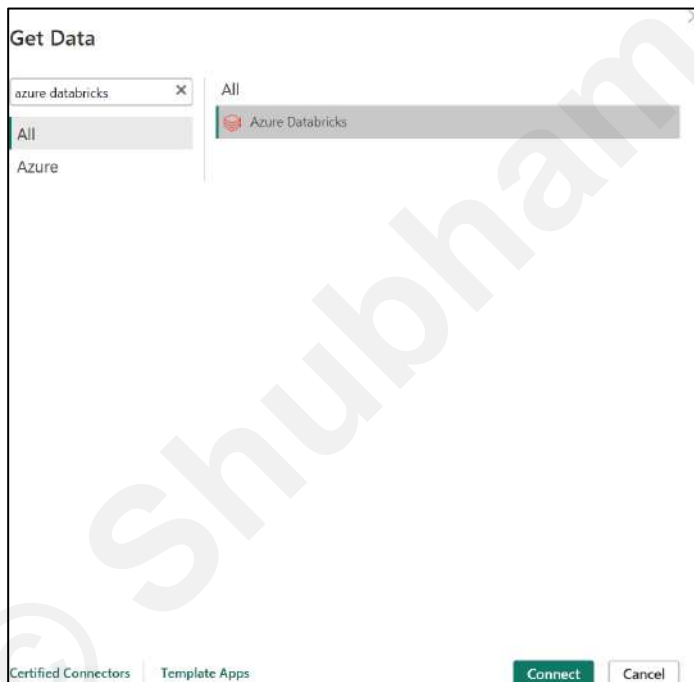 Get Data
azure databricks
All
Azure
All
Azure Databricks
Certified Connectors
Template Apps
Connect
Cancel
© Shubham